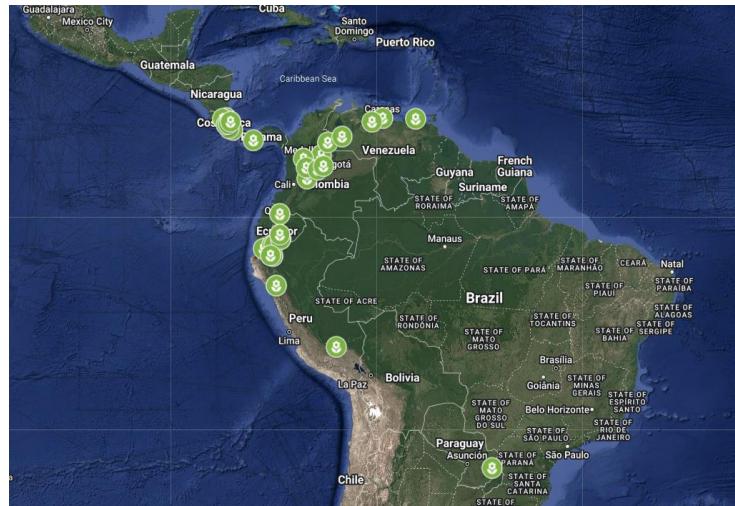 Guadalajara
Mexico City
Cuba
Santo
Domingo
Puerto Rico
Guatemala
Caribbean Sea
Nicaragua
Venezuela
Guyana
Suriname
French
Guiana
Cali
STATE OF
RORAIMA
STATE OF
AMAPÁ
Manaus
STATE OF
AMAZONAS
STATE OF PARÁ
STATE OF
MARANHÃO
CEARÁ
Natal
STATE OF
PARAÍBA
STATE OF
PIAUÍ
STATE OF ACRE
Brazil
STATE OF
ALAGOAS
Peru
STATE OF
RONDÔNIA
STATE OF
TOCANTINS
STATE OF
SERGIPE
STATE OF
BAHIA
Lima
STATE OF
MATO
GROSSO
Brasília
La Paz
Bolivia
Goiânia
STATE OF
MINAS
GERAIS
STATE OF
ESPÍRITO
SANTO
STATE OF
MATO
GROSSO
DO SUL
Belo Horizonte
STATE OF
RIO DE
JANEIRO
STATE OF
SÃO PAULO
Paraguay
Asunción
STATE OF
PARANÁ
São Paulo
Chile
STATE OF
SANTA
CATARINA
STATE OF